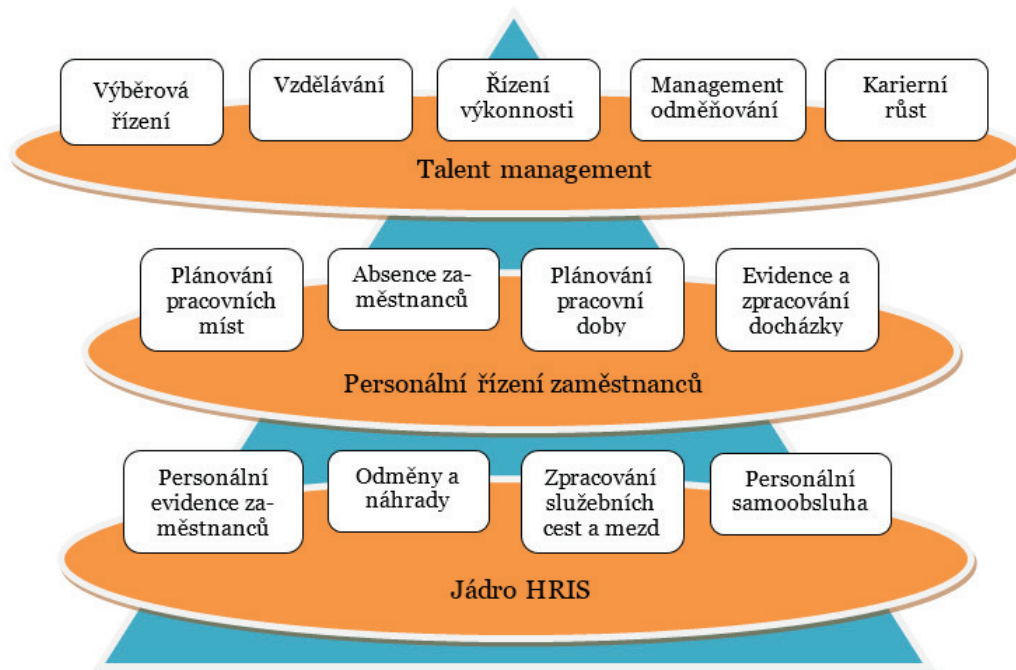 Výběrová
řízení
Vzdělávání
Řízení
výkonnosti
Management
odměňování
Karierní
růst
Talent management
Plánování
pracovních
míst
Absence za-
městnanců
Plánování
pracovní
doby
Evidence a
zpracování
docházky
Personální řízení zaměstnanců
Personální
evidence za-
městnanců
Odměny a
náhrady
Zpracování
služebních
cest a mezd
Personální
samoobsluha
Jádro HRIS